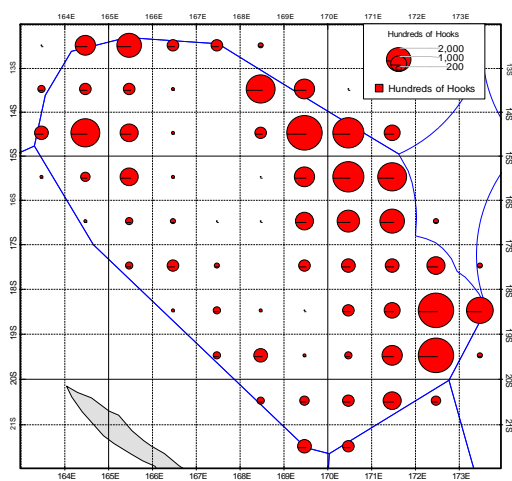 164E 165E 166E 167E 168E 169E 170E 171E 172E 173E
Hundreds of Hooks
2,000
1,000
200
Hundreds of Hooks
13S 13S
14S 14S
15S 15S
16S 16S
17S 17S
18S 18S
19S 19S
20S 20S
21S 21S
164E 165E 166E 167E 168E 169E 170E 171E 172E 173E